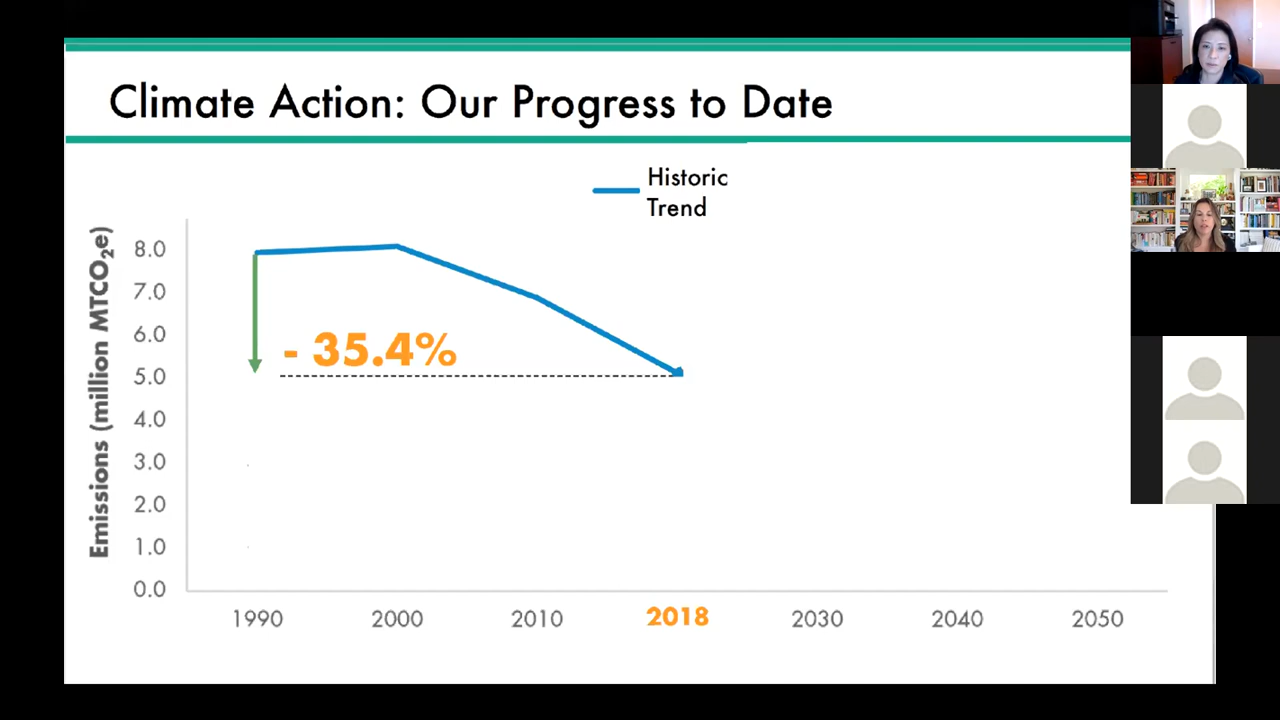 Climate Action: Our Progress to Date
Historic
Trend
Emissions (million MTCO₂e)
8.0
7.0
6.0
5.0
4.0
3.0
2.0
1.0
0.0
- 35.4%
1990 2000 2010 2018 2030 2040 2050